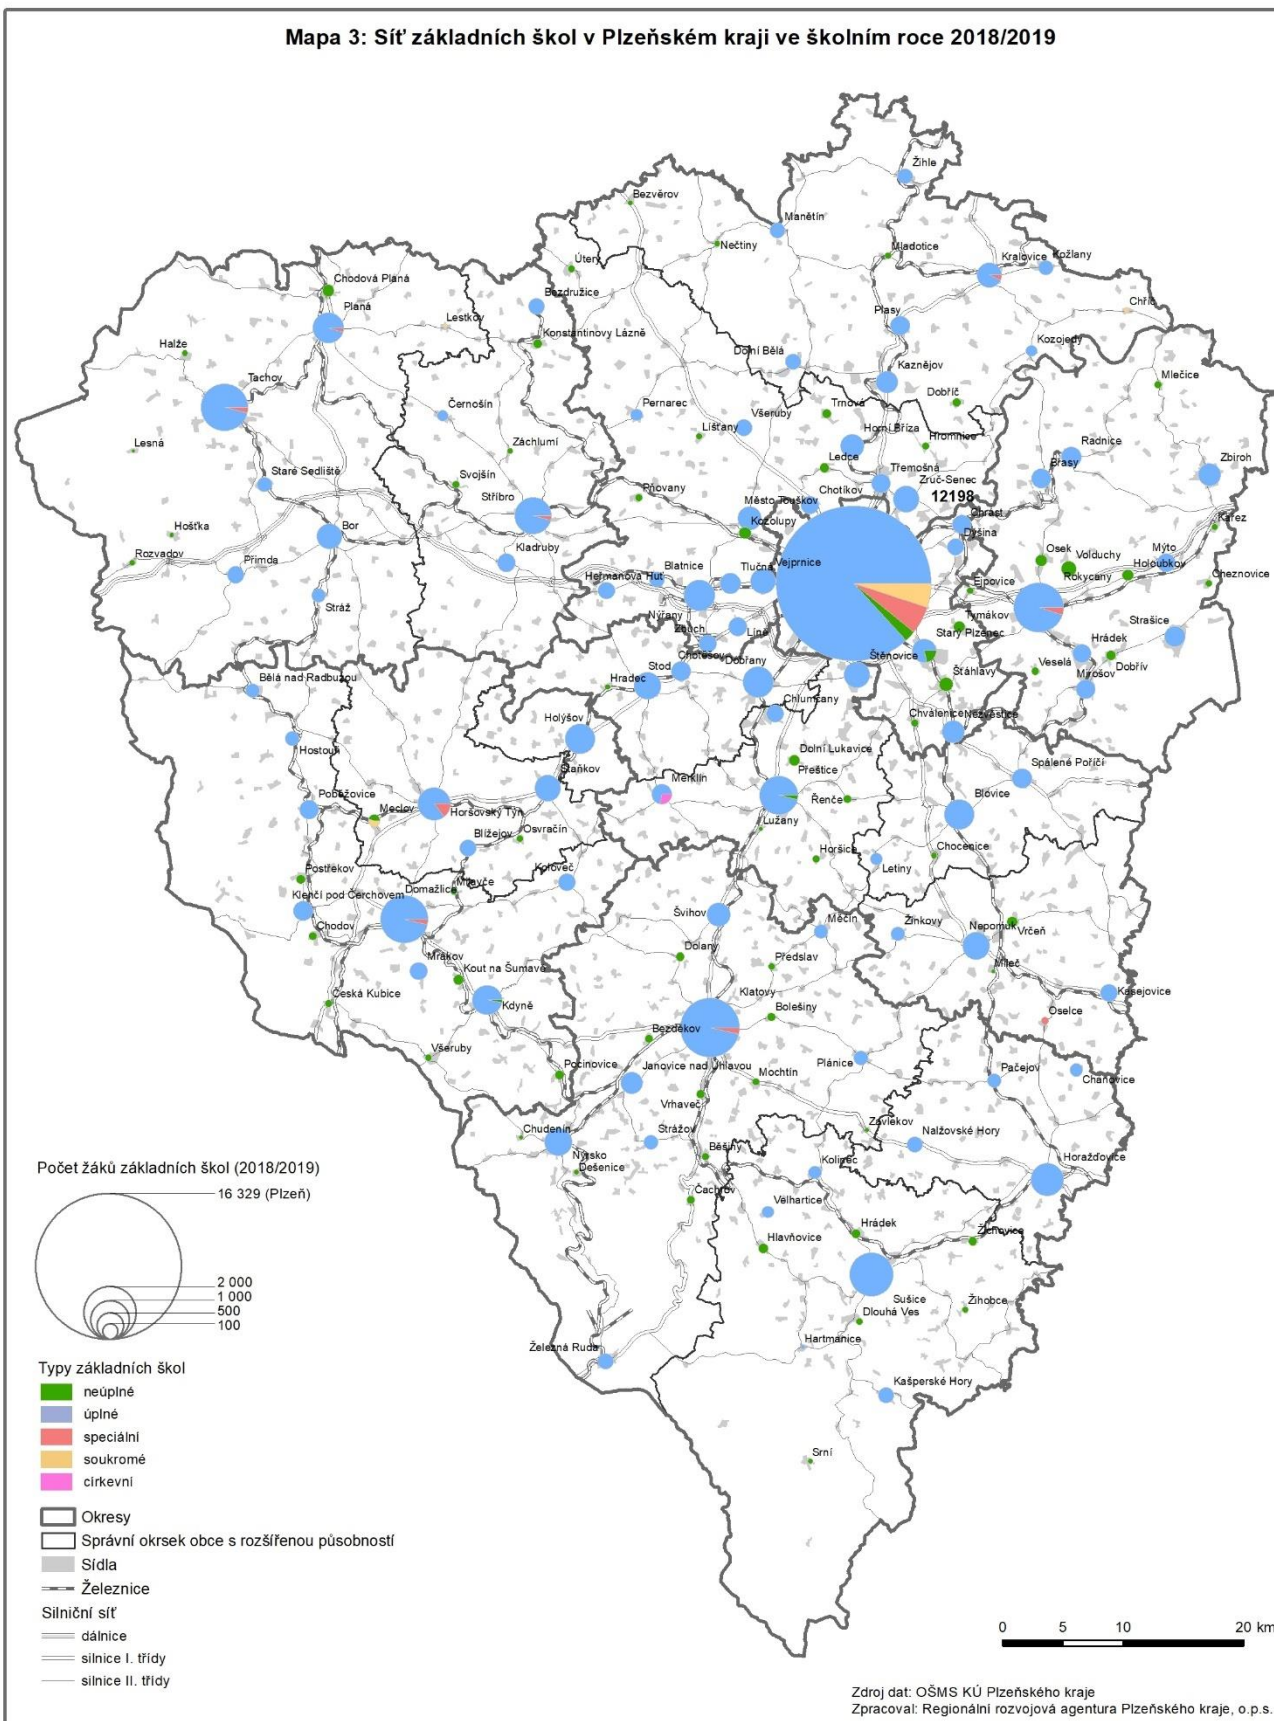 Mapa 3: Síť základních škol v Plzeňském kraji ve školním roce 2018/2019
Žihle
Bezvěrov
Manětín
Nečtiny
Mladotice
Útery
Kralovice
Kožlany
Chodová Planá
Bezdružice
Chříč
Planá
Lestkov
Plasy
Konstantinovy Lázně
Kozojedy
Halže
Dolní Bělá
Kaznějov
Mlečice
Tachov
Dobříč
Černošín
Pernarec
Trnová
Všeruby
Líšťany
Horní Bříza
Hromnice
Radnice
Lesná
Záchlumí
Ledce
Břasy
Zbiroh
Staré Sedliště
Svojšín
Třemošná
Stříbro
Pňovany
Chotíkov
Zruč-Senec
Město Touškov
12198
Chrást
Hošťka
Bor
Kozolupy
Kařez
Dýšina
Rozvadov
Přimda
Kladruby
Blatnice
Tlučná
Vejprnice
Osek
Volduchy
Mýto
Holoubkov
Heřmanova Huť
Rokycany
Cheznovice
Stráž
Nýřany
Ejpovice
Tymákov
Strašice
Zbůch
Líně
Starý Plzenec
Hrádek
Chotěšov
Štěnovice
Veselá
Dobřív
Stod
Dobřany
Šťáhlavy
Mirošov
Bělá nad Radbuzou
Hradec
Chlumčany
Chválenice
Nezvěstice
Holýšov
Hostouň
Dolní Lukavice
Spálené Poříčí
Staňkov
Merklín
Přeštice
Poběžovice
Řenče
Meclov
Horšovský Týn
Blovice
Lužany
Blížejov
Osvračín
Horšice
Chocenice
Letiny
Postřekov
Koloveč
Milavče
Klenčí pod Čerchovem
Domažlice
Švihov
Měčín
Žinkovy
Nepomuk
Vrčeň
Chodov
Dolany
Mrákov
Předslav
Mileč
Kout na Šumavě
Klatovy
Kasejovice
Česká Kubice
Kdyně
Bolešiny
Oselce
Bezděkov
Všeruby
Plánice
Pocinovice
Janovice nad Úhlavou
Pačejov
Chanovice
Mochtín
Vrhaveč
Chudenín
Strážov
Zavlekov
Nalžovské Hory
Nýrsko
Běšiny
Počet žáků základních škol (2018/2019)
Dešenice
Kolinec
Horažďovice
16 329 (Plzeň)
Čachrov
Velhartice
Hrádek
Hlavňovice
Žichovice
2 000
1 000
500
100
Sušice
Žihobce
Dlouhá Ves
Železná Ruda
Hartmanice
Typy základních škol
neúplné
Kašperské Hory
úplné
speciální
soukromé
Srní
církevní
Okresy
Správní okrsek obce s rozšířenou působností
Sídla
Železnice
Silniční síť
0 5 10 20 km
dálnice
silnice I. třídy
silnice II. třídy
Zdroj dat: OŠMS KÚ Plzeňského kraje
Zpracoval: Regionální rozvojová agentura Plzeňského kraje, o.p.s.